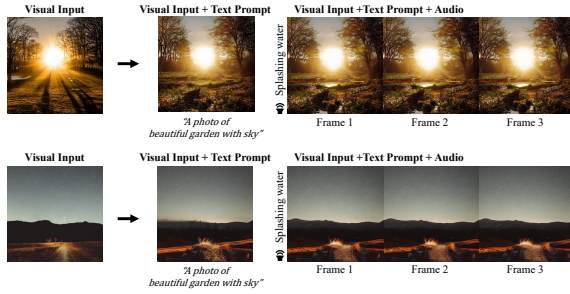 Visual Input
Visual Input + Text Prompt
Visual Input +Text Prompt + Audio
Splashing water
"A photo of
beautiful garden with sky"
Frame 1
Frame 2
Frame 3
Visual Input
Visual Input + Text Prompt
Visual Input +Text Prompt + Audio
Splashing water
"A photo of
beautiful garden with sky"
Frame 1
Frame 2
Frame 3